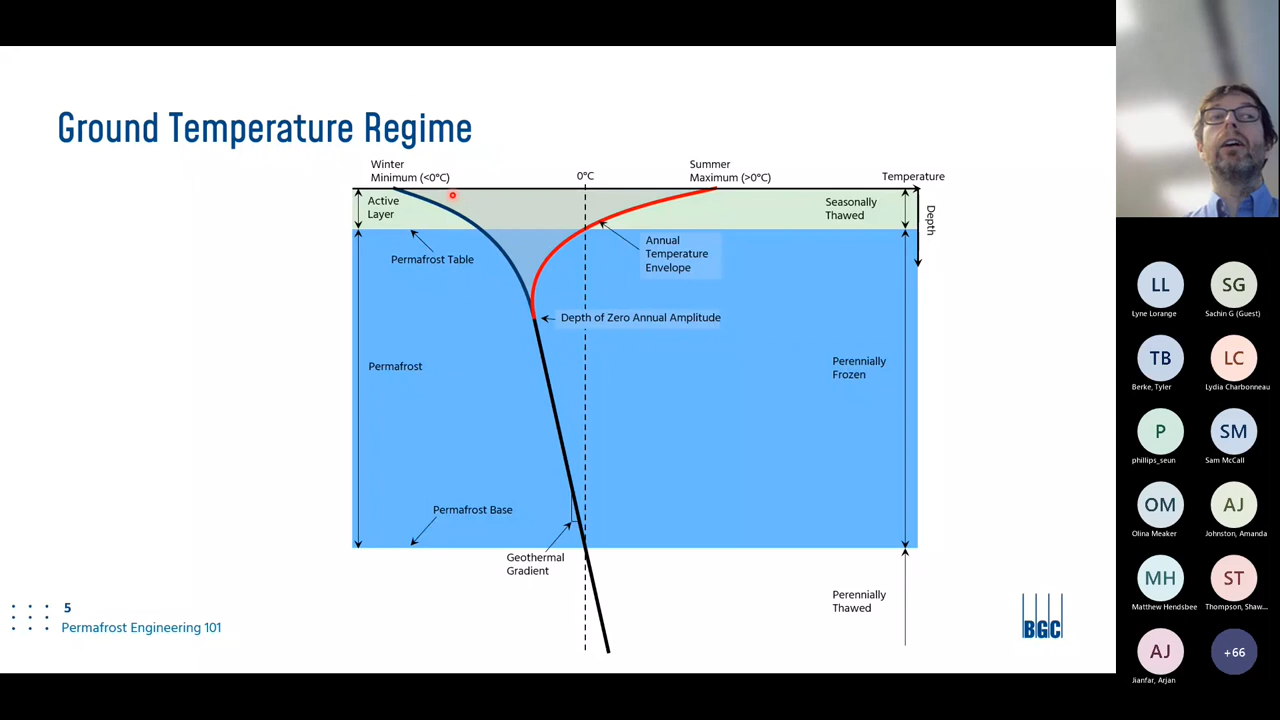 Ground Temperature Regime
Winter
Minimum (<0°C)
0°C
Summer
Maximum (>0°C)
Temperature
Active
Layer
Seasonally
Thawed
Depth
Permafrost Table
Annual
Temperature
Envelope
Depth of Zero Annual Amplitude
Permafrost
Perennially
Frozen
Permafrost Base
Geothermal
Gradient
Perennially
Thawed
5
Permafrost Engineering 101
BGC
LL
Lyne Lorange
SG
Sachin G (Guest)
TB
Berke, Tyler
LC
Lydia Charbonneau
P
phillips_seun
SM
Sam McCall
OM
Olina Meaker
AJ
Johnston, Amanda
MH
Matthew Hendsbee
ST
Thompson, Shaw...
AJ
Jianfar, Arjan
+66